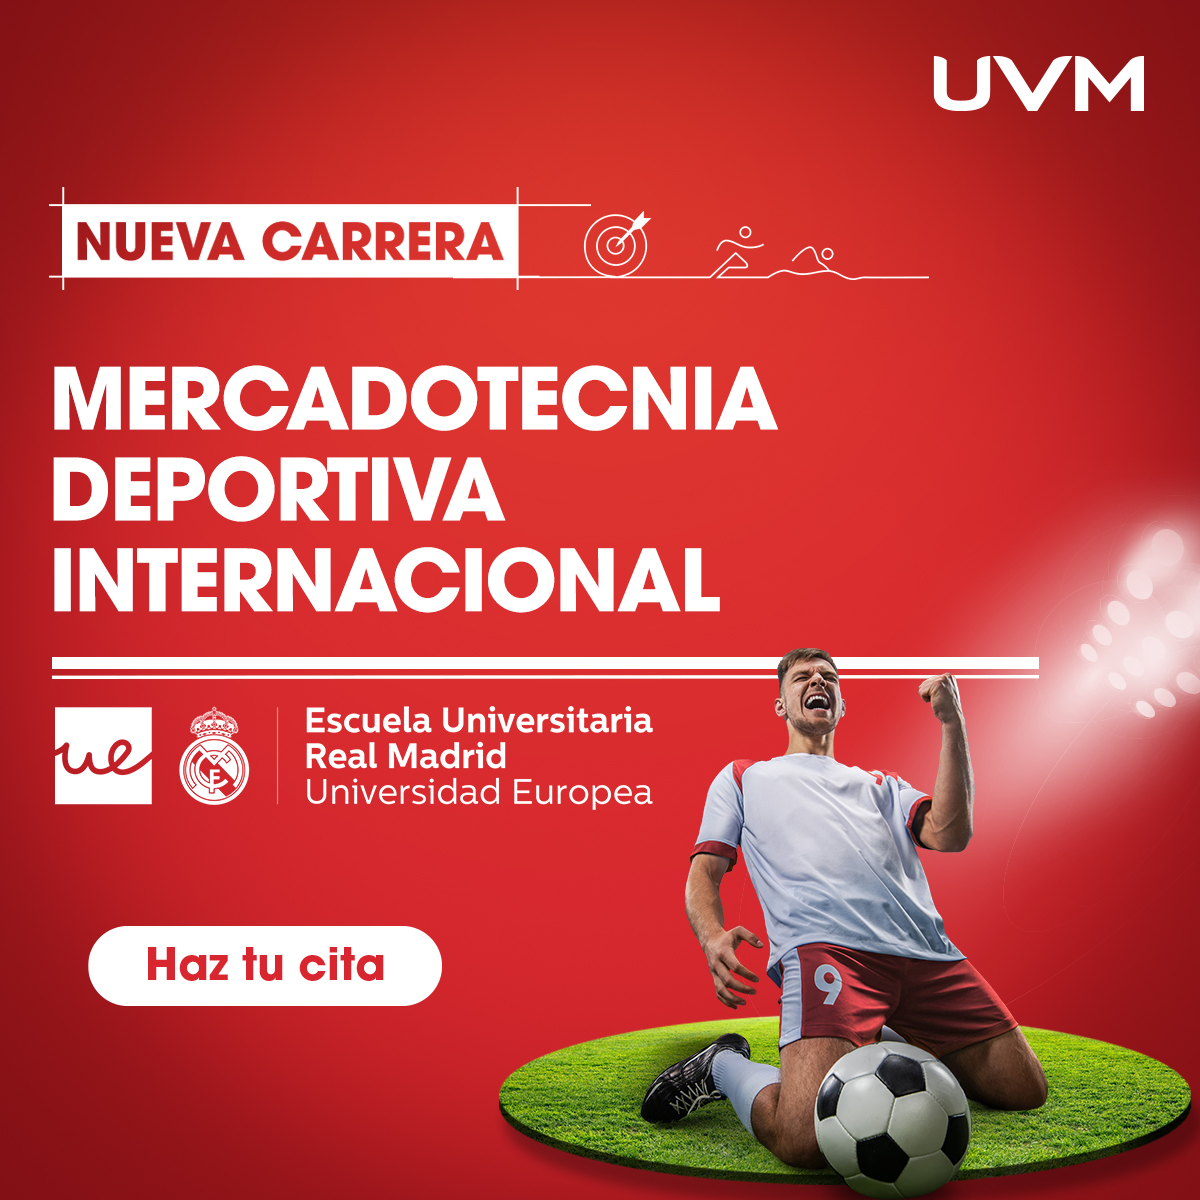 UVM
NUEVA CARRERA
MERCADOTECNIA
DEPORTIVA
INTERNACIONAL
ue
Escuela Universitaria
Real Madrid
Universidad Europea
Haz tu cita
9